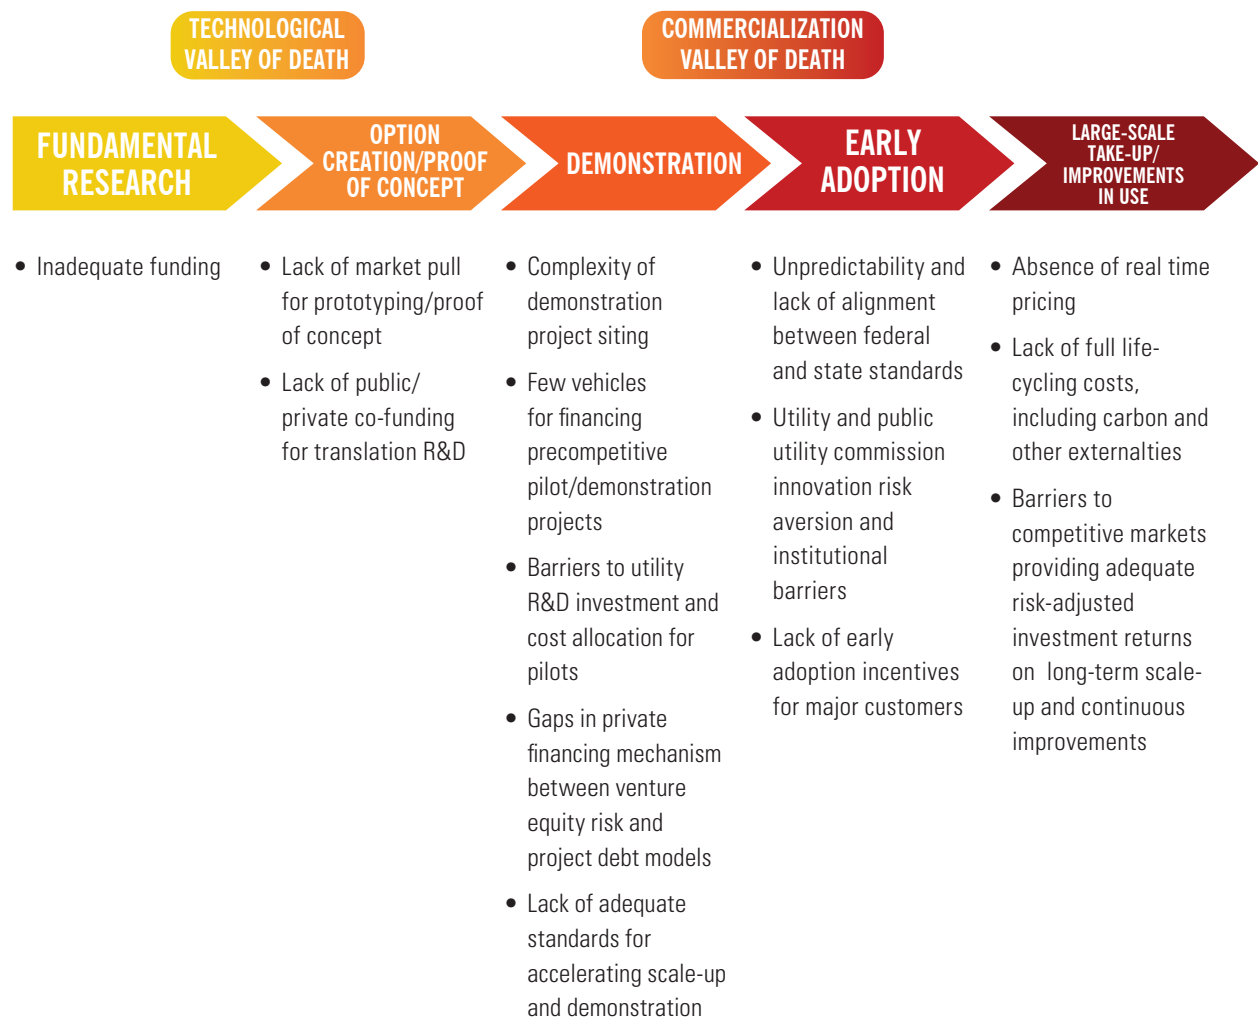 TECHNOLOGICAL
VALLEY OF DEATH
COMMERCIALIZATION
VALLEY OF DEATH
FUNDAMENTAL
RESEARCH
OPTION
CREATION/PROOF
OF CONCEPT
DEMONSTRATION
EARLY
ADOPTION
LARGE-SCALE
TAKE-UP/
IMPROVEMENTS
IN USE
• Inadequate funding
• Lack of market pull
for prototyping/proof
of concept
• Lack of public/
private co-funding
for translation R&D
• Complexity of
demonstration
project siting
• Few vehicles
for financing
precompetitive
pilot/demonstration
projects
• Barriers to utility
R&D investment and
cost allocation for
pilots
• Gaps in private
financing mechanism
between venture
equity risk and
project debt models
• Lack of adequate
standards for
accelerating scale-up
and demonstration
• Unpredictability and
lack of alignment
between federal
and state standards
• Utility and public
utility commission
innovation risk
aversion and
institutional
barriers
• Lack of early
adoption incentives
for major customers
• Absence of real time
pricing
• Lack of full life-
cycling costs,
including carbon and
other externalties
• Barriers to
competitive markets
providing adequate
risk-adjusted
investment returns
on long-term scale-
up and continuous
improvements